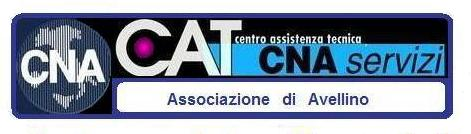 CNA
CAT centro assistenza tecnica
CNA servizi
Associazione di Avellino